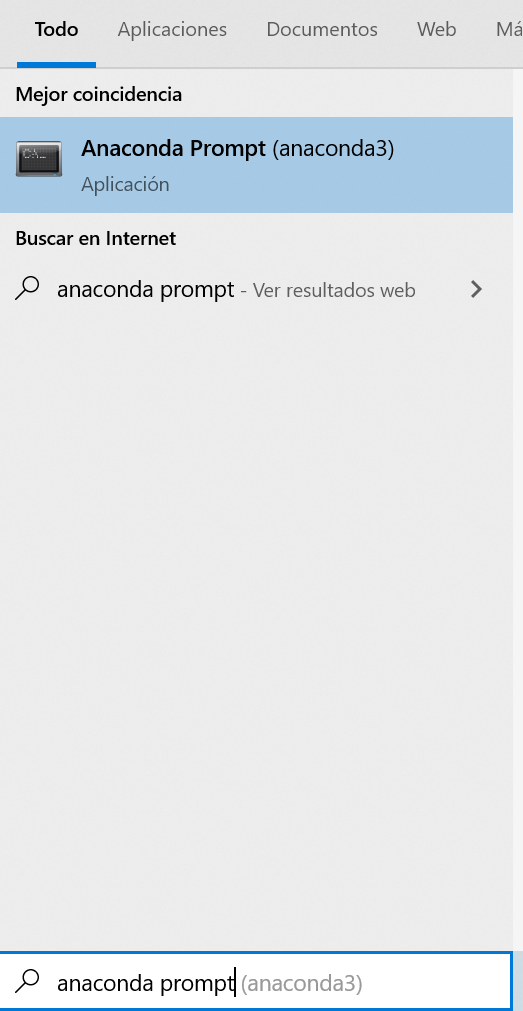 Todo Aplicaciones Documentos Web Má
Mejor coincidencia
Anaconda Prompt (anaconda3)
Aplicación
Buscar en Internet
anaconda prompt - Ver resultados web
anaconda prompt (anaconda3)